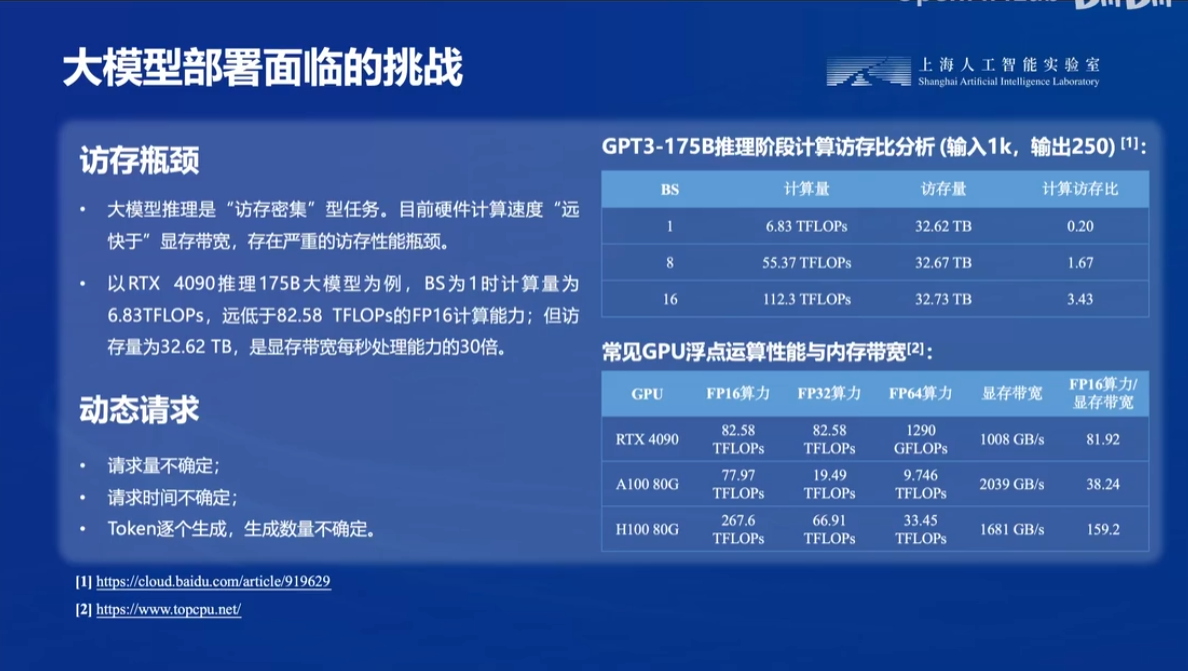 大模型部署面临的挑战
上海人工智能实验室
Shanghai Artificial Intelligence Laboratory
访存瓶颈
• 大模型推理是“访存密集”型任务。目前硬件计算速度“远
快于”显存带宽，存在严重的访存性能瓶颈。
• 以RTX 4090推理175B大模型为例，BS为1时计算量为
6.83TFLOPs，远低于82.58 TFLOPs的FP16计算能力；但访
存量为32.62 TB，是显存带宽每秒处理能力的30倍。
动态请求
• 请求量不确定；
• 请求时间不确定；
• Token逐个生成，生成数量不确定。
GPT3-175B推理阶段计算访存比分析 (输入1k，输出250) [1]：
BS 计算量 访存量 计算访存比
1 6.83 TFLOPs 32.62 TB 0.20
8 55.37 TFLOPs 32.67 TB 1.67
16 112.3 TFLOPs 32.73 TB 3.43
常见GPU浮点运算性能与内存带宽[2]：
GPU FP16算力 FP32算力 FP64算力 显存带宽 FP16算力/
显存带宽
RTX 4090 82.58 TFLOPs 82.58 TFLOPs 1290 GFLOPs 1008 GB/s 81.92
A100 80G 77.97 TFLOPs 19.49 TFLOPs 9.746 TFLOPs 2039 GB/s 38.24
H100 80G 267.6 TFLOPs 66.91 TFLOPs 33.45 TFLOPs 1681 GB/s 159.2
[1] https://cloud.baidu.com/article/919629
[2] https://www.topcpu.net/